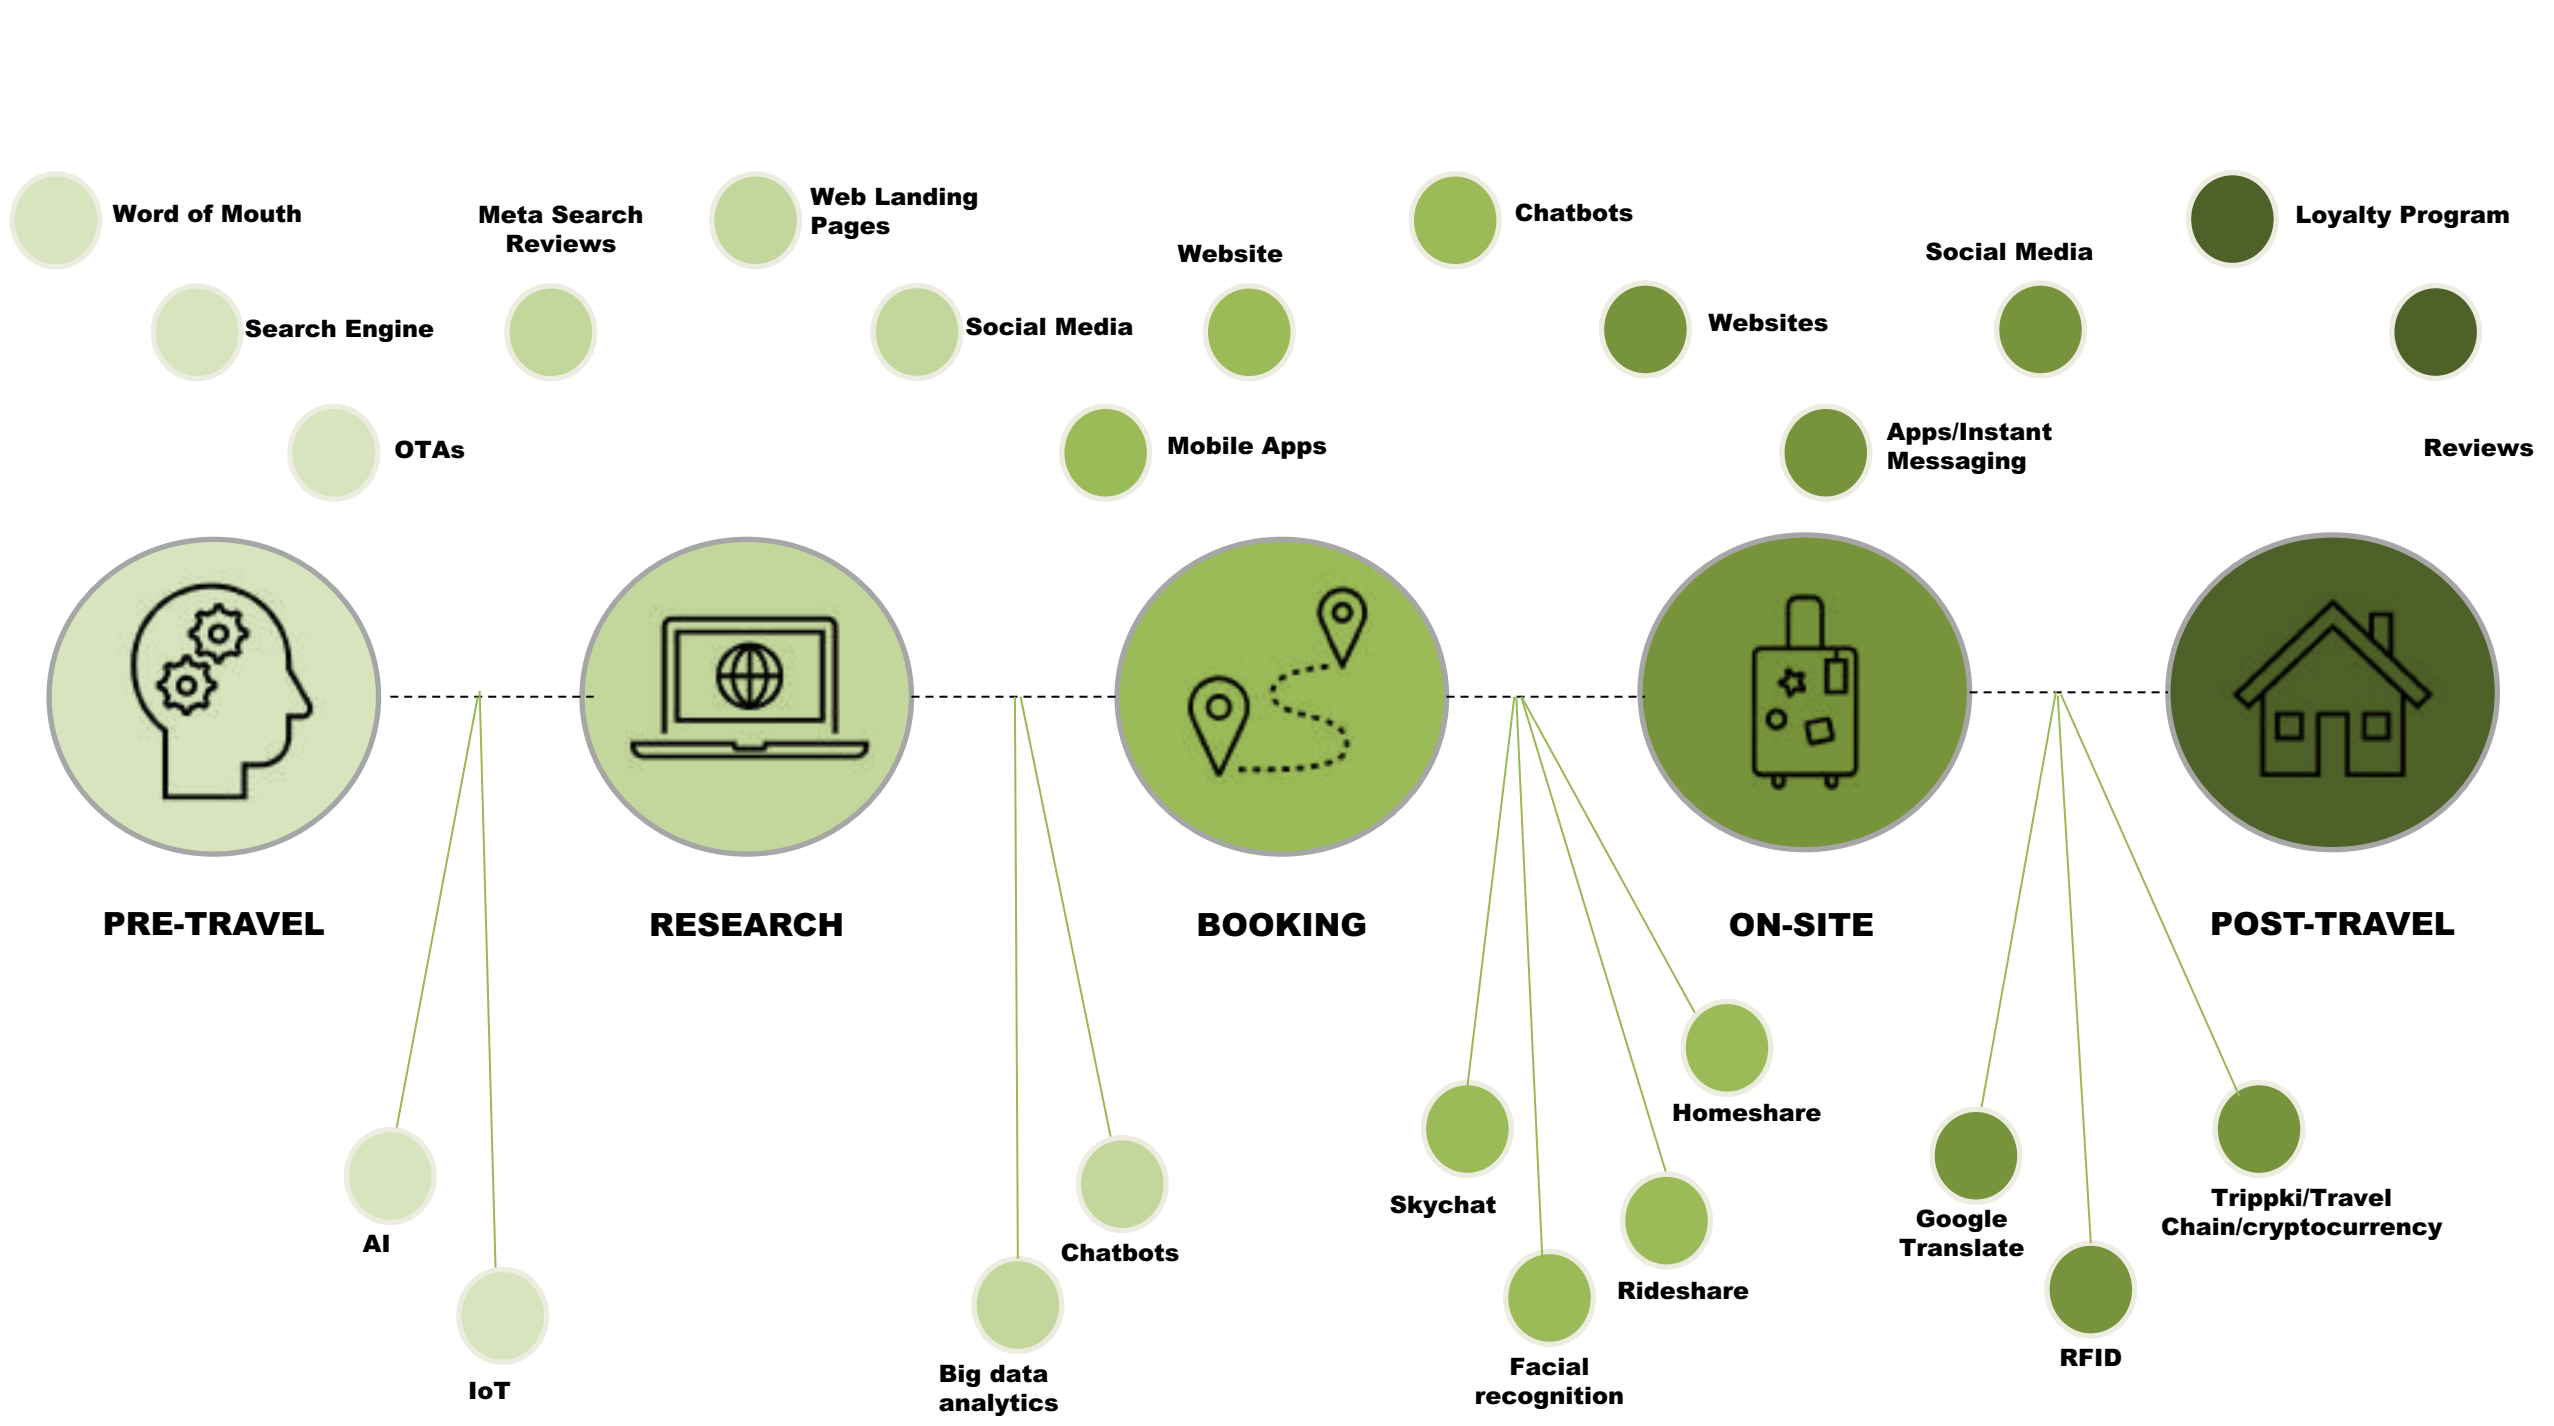 Word of Mouth
Meta Search
Reviews
Web Landing
Pages
Website
Chatbots
Social Media
Loyalty Program
Search Engine
Social Media
Websites
OTAs
Mobile Apps
Apps/Instant
Messaging
Reviews
PRE-TRAVEL
RESEARCH
BOOKING
ON-SITE
POST-TRAVEL
AI
IoT
Chatbots
Big data
analytics
Skychat
Homeshare
Rideshare
Facial
recognition
Google
Translate
Trippki/Travel
Chain/cryptocurrency
RFID